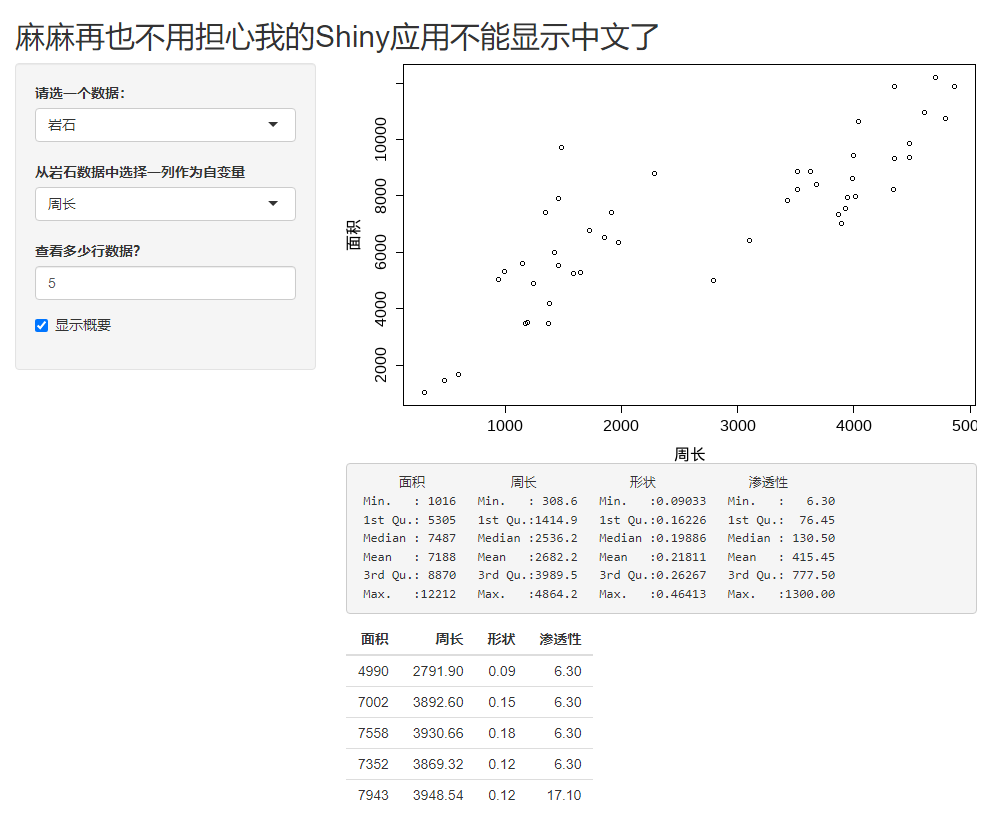 麻麻再也不用担心我的Shiny应用不能显示中文了
请选一个数据：
岩石
从岩石数据中选择一列作为自变量
周长
查看多少行数据？
5
显示概要
面积
10000
8000
6000
4000
2000
1000 2000 3000 4000 500
周长
面积 周长 形状 渗透性
Min. : 1016 Min. : 308.6 Min. :0.09033 Min. : 6.30
1st Qu.: 5305 1st Qu.:1414.9 1st Qu.:0.16226 1st Qu.: 76.45
Median : 7487 Median :2536.2 Median :0.19886 Median : 130.50
Mean : 7188 Mean :2682.2 Mean :0.21811 Mean : 415.45
3rd Qu.: 8870 3rd Qu.:3989.5 3rd Qu.:0.26267 3rd Qu.: 777.50
Max. :12212 Max. :4864.2 Max. :0.46413 Max. :1300.00
面积 周长 形状 渗透性
4990 2791.90 0.09 6.30
7002 3892.60 0.15 6.30
7558 3930.66 0.18 6.30
7352 3869.32 0.12 6.30
7943 3948.54 0.12 17.10